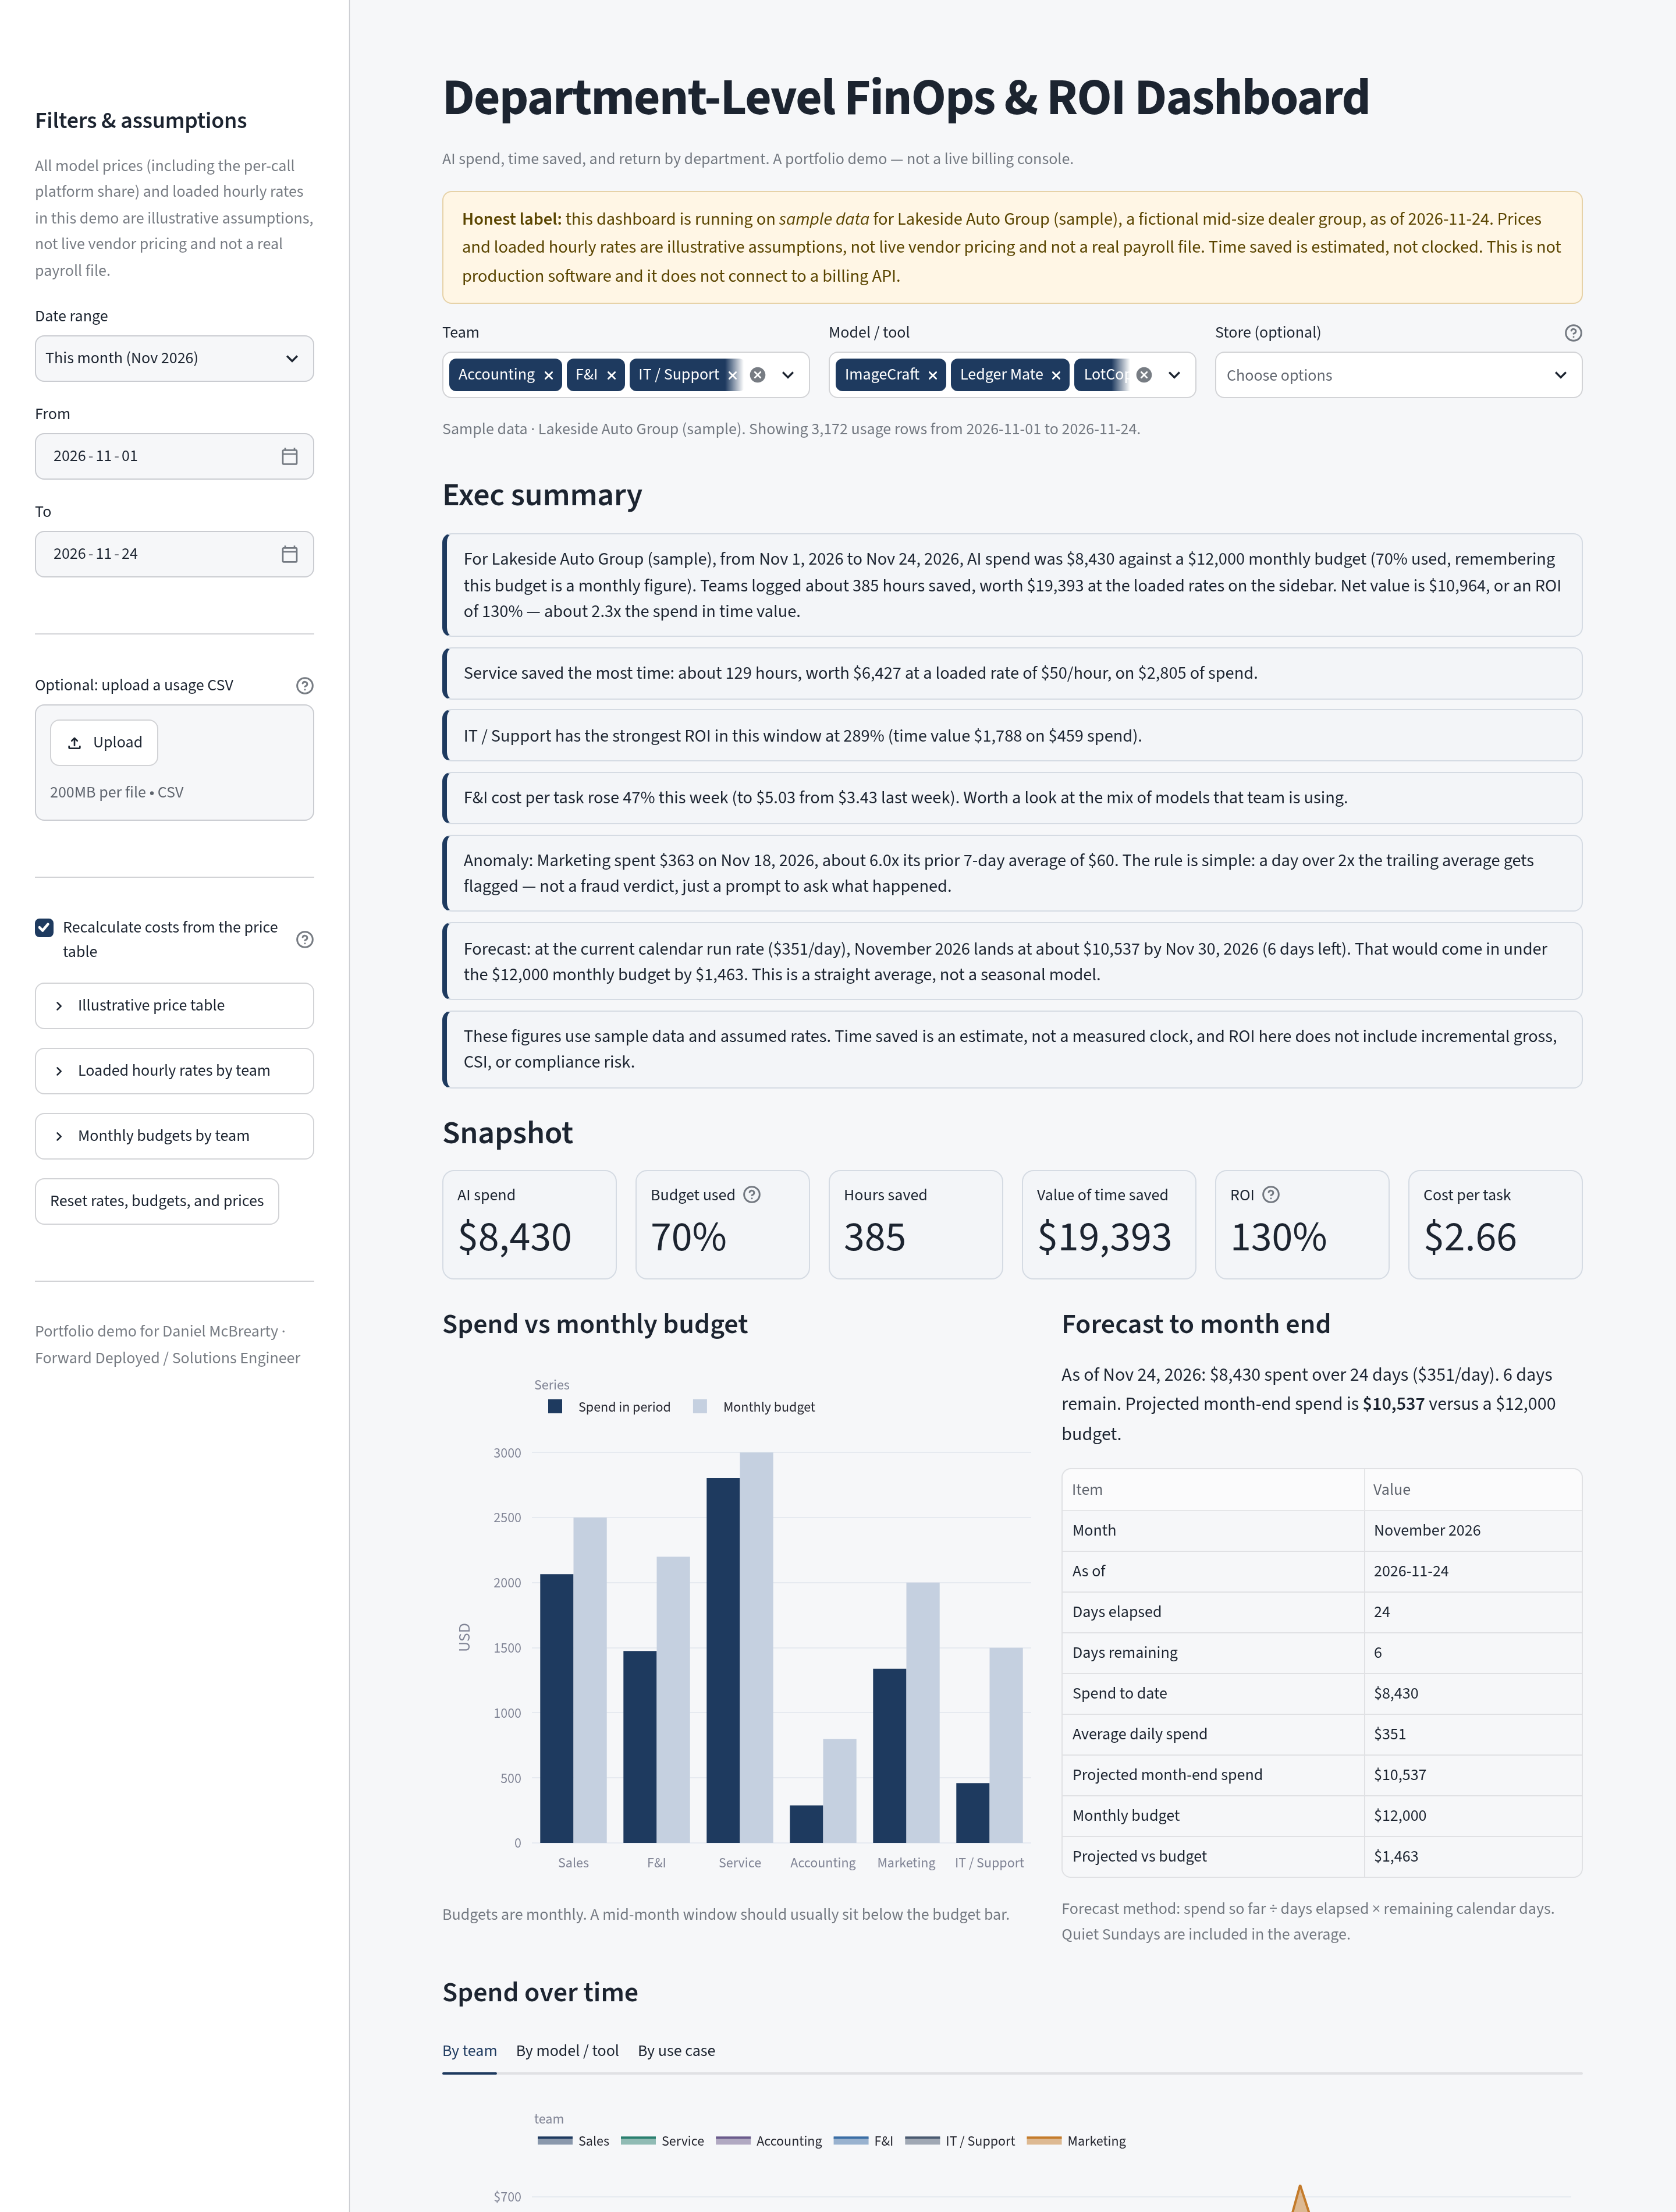 Filters & assumptions
All model prices (including the per-call
platform share) and loaded hourly rates
in this demo are illustrative assumptions,
not live vendor pricing and not a real
payroll file.
Date range
This month (Nov 2026)
From
2026-11-01
To
2026-11-24
Optional: upload a usage CSV
Upload
200MB per file • CSV
Recalculate costs from the price
table
Illustrative price table
Loaded hourly rates by team
Monthly budgets by team
Reset rates, budgets, and prices
Portfolio demo for Daniel McBrearty ·
Forward Deployed / Solutions Engineer
Department-Level FinOps & ROI Dashboard
AI spend, time saved, and return by department. A portfolio demo — not a live billing console.
Honest label: this dashboard is running on sample data for Lakeside Auto Group (sample), a fictional mid-size dealer group, as of 2026-11-24. Prices
and loaded hourly rates are illustrative assumptions, not live vendor pricing and not a real payroll file. Time saved is estimated, not clocked. This is not
production software and it does not connect to a billing API.
Team
Model / tool
Store (optional)
Accounting F&I IT / Support
ImageCraft Ledger Mate LotCop
Choose options
Sample data · Lakeside Auto Group (sample). Showing 3,172 usage rows from 2026-11-01 to 2026-11-24.
Exec summary
For Lakeside Auto Group (sample), from Nov 1, 2026 to Nov 24, 2026, AI spend was $8,430 against a $12,000 monthly budget (70% used, remembering
this budget is a monthly figure). Teams logged about 385 hours saved, worth $19,393 at the loaded rates on the sidebar. Net value is $10,964, or an ROI
of 130% — about 2.3x the spend in time value.
Service saved the most time: about 129 hours, worth $6,427 at a loaded rate of $50/hour, on $2,805 of spend.
IT / Support has the strongest ROI in this window at 289% (time value $1,788 on $459 spend).
F&I cost per task rose 47% this week (to $5.03 from $3.43 last week). Worth a look at the mix of models that team is using.
Anomaly: Marketing spent $363 on Nov 18, 2026, about 6.0x its prior 7-day average of $60. The rule is simple: a day over 2x the trailing average gets
flagged — not a fraud verdict, just a prompt to ask what happened.
Forecast: at the current calendar run rate ($351/day), November 2026 lands at about $10,537 by Nov 30, 2026 (6 days left). That would come in under
the $12,000 monthly budget by $1,463. This is a straight average, not a seasonal model.
These figures use sample data and assumed rates. Time saved is an estimate, not a measured clock, and ROI here does not include incremental gross,
CSI, or compliance risk.
Snapshot
AI spend
$8,430
Budget used
70%
Hours saved
385
Value of time saved
$19,393
ROI
130%
Cost per task
$2.66
Spend vs monthly budget
Series
Spend in period Monthly budget
3000
2500
2000
1500
1000
500
0
USD
Sales F&I Service Accounting Marketing IT / Support
Budgets are monthly. A mid-month window should usually sit below the budget bar.
Forecast to month end
As of Nov 24, 2026: $8,430 spent over 24 days ($351/day). 6 days
remain. Projected month-end spend is $10,537 versus a $12,000
budget.
Item Value
Month November 2026
As of 2026-11-24
Days elapsed 24
Days remaining 6
Spend to date $8,430
Average daily spend $351
Projected month-end spend $10,537
Monthly budget $12,000
Projected vs budget $1,463
Forecast method: spend so far ÷ days elapsed × remaining calendar days.
Quiet Sundays are included in the average.
Spend over time
By team By model / tool By use case
team
Sales Service Accounting F&I IT / Support Marketing
$700